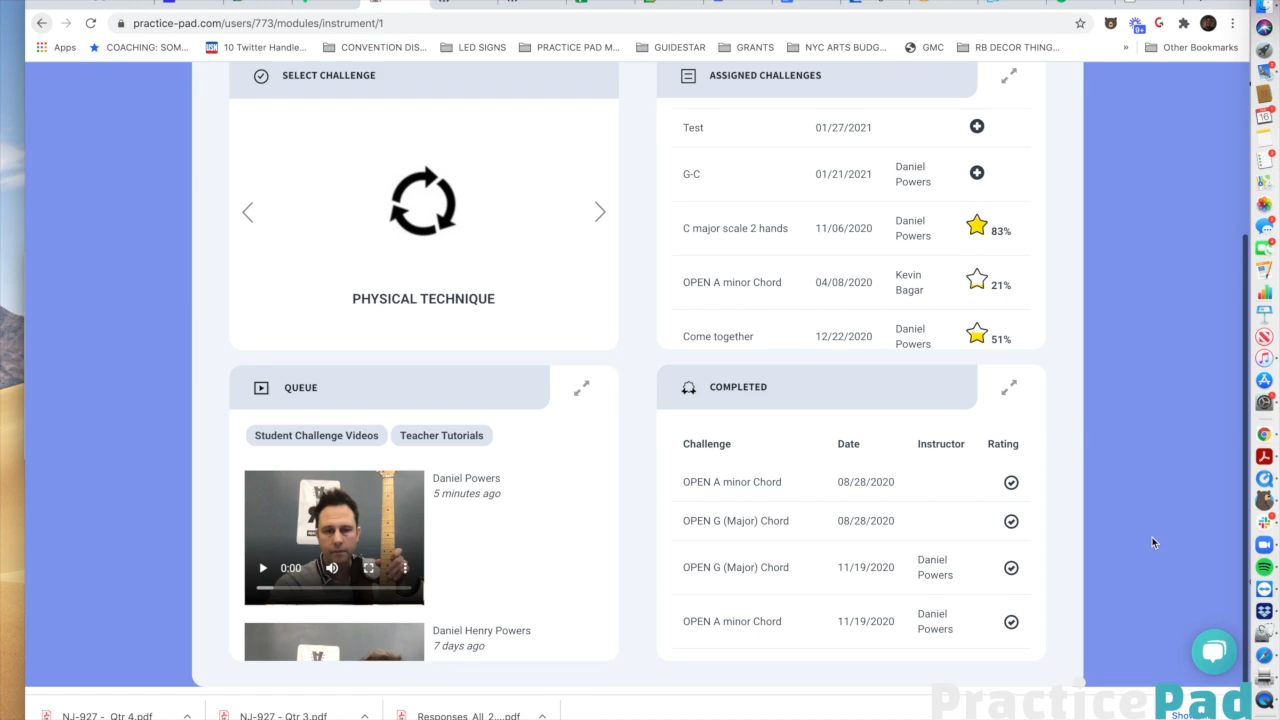 practice-pad.com/users/773/modules/instrument/1
9+
Apps
COACHING: SOM...
10 Twitter Handle...
CONVENTION DIS...
LED SIGNS
PRACTICE PAD M...
GUIDESTAR
GRANTS
NYC ARTS BUDG...
GMC
RB DECOR THING...
»
Other Bookmarks
SELECT CHALLENGE
PHYSICAL TECHNIQUE
ASSIGNED CHALLENGES
Test 01/27/2021
G-C 01/21/2021 Daniel Powers
C major scale 2 hands 11/06/2020 Daniel Powers 83%
OPEN A minor Chord 04/08/2020 Kevin Bagar 21%
Come together 12/22/2020 Daniel Powers 51%
QUEUE
Student Challenge Videos
Teacher Tutorials
Daniel Powers
5 minutes ago
0:00
Daniel Henry Powers
7 days ago
COMPLETED
Challenge Date Instructor Rating
OPEN A minor Chord 08/28/2020
OPEN G (Major) Chord 08/28/2020
OPEN G (Major) Chord 11/19/2020 Daniel Powers
OPEN A minor Chord 11/19/2020 Daniel Powers
NJ-927 - Qtr 4.pdf
NJ-927 - Qtr 3.pdf
Responses_All_2....pdf
PracticePad
16